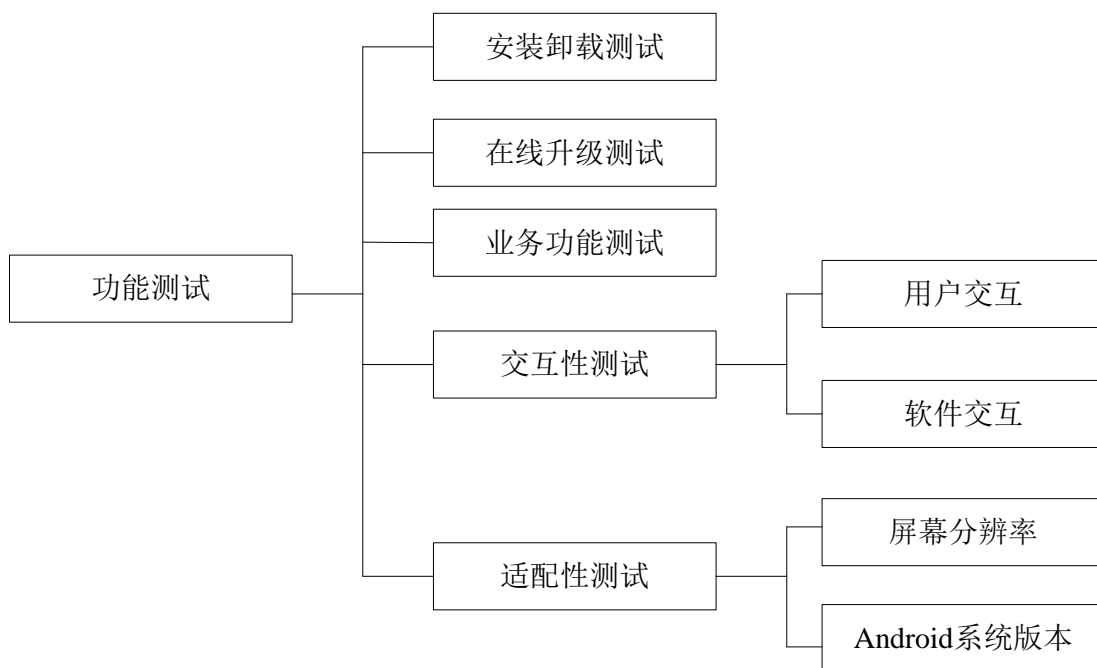 安装卸载测试
在线升级测试
业务功能测试
功能测试
用户交互
交互性测试
软件交互
屏幕分辨率
适配性测试
Android系统版本